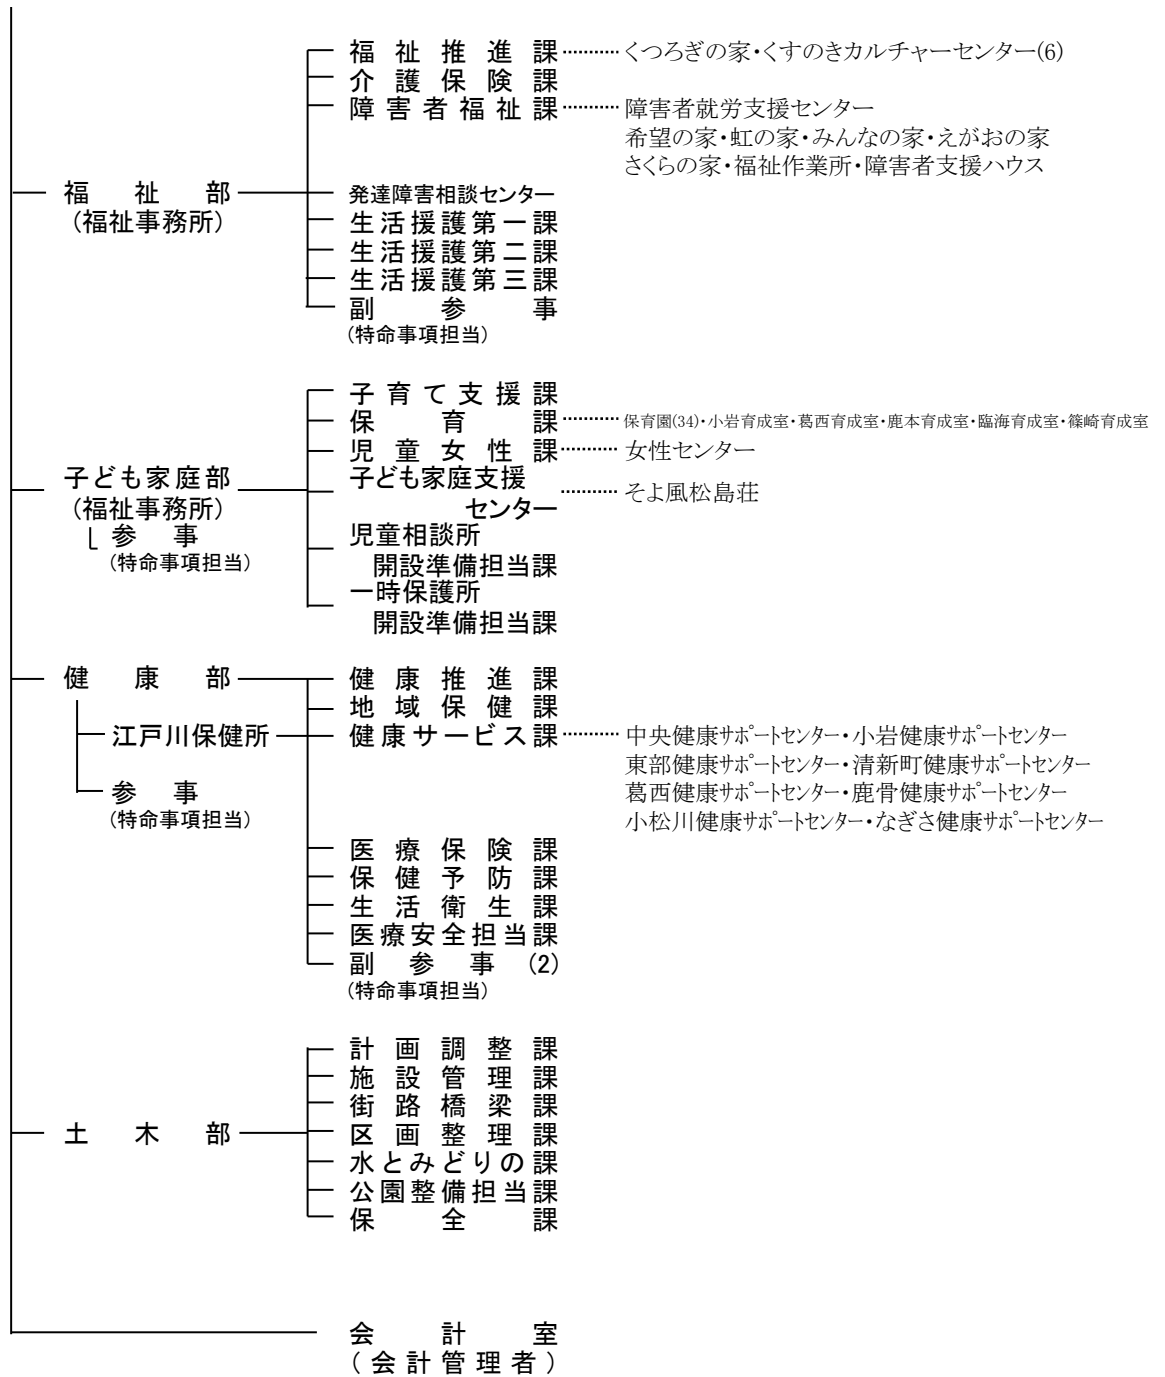 福祉推進課 くつろぎの家・くすのきカルチャーセンター(6)
介護保険課
障害者福祉課 障害者就労支援センター
希望の家・虹の家・みんなの家・えがおの家
さくらの家・福祉作業所・障害者支援ハウス
福祉部 発達障害相談センター
(福祉事務所) 生活援護第一課
生活援護第二課
生活援護第三課
副参事
(特命事項担当)
子育て支援課
保育課 保育園(34)・小岩育成室・葛西育成室・鹿本育成室・臨海育成室・篠崎育成室
児童女性課 女性センター
子ども家庭部 子ども家庭支援
(福祉事務所) センター そよ風松島荘
参事 児童相談所
(特命事項担当) 開設準備担当課
一時保護所
開設準備担当課
健康部 健康推進課
地域保健課
江戸川保健所 健康サービス課 中央健康サポートセンター・小岩健康サポートセンター
東部健康サポートセンター・清新町健康サポートセンター
参事 葛西健康サポートセンター・鹿骨健康サポートセンター
(特命事項担当) 小松川健康サポートセンター・なぎさ健康サポートセンター
医療保険課
保健予防課
生活衛生課
医療安全担当課
副参事(2)
(特命事項担当)
計画調整課
施設管理課
街路橋梁課
土木部 区画整理課
水とみどりの課
公園整備担当課
保全課
会計室
(会計管理者)